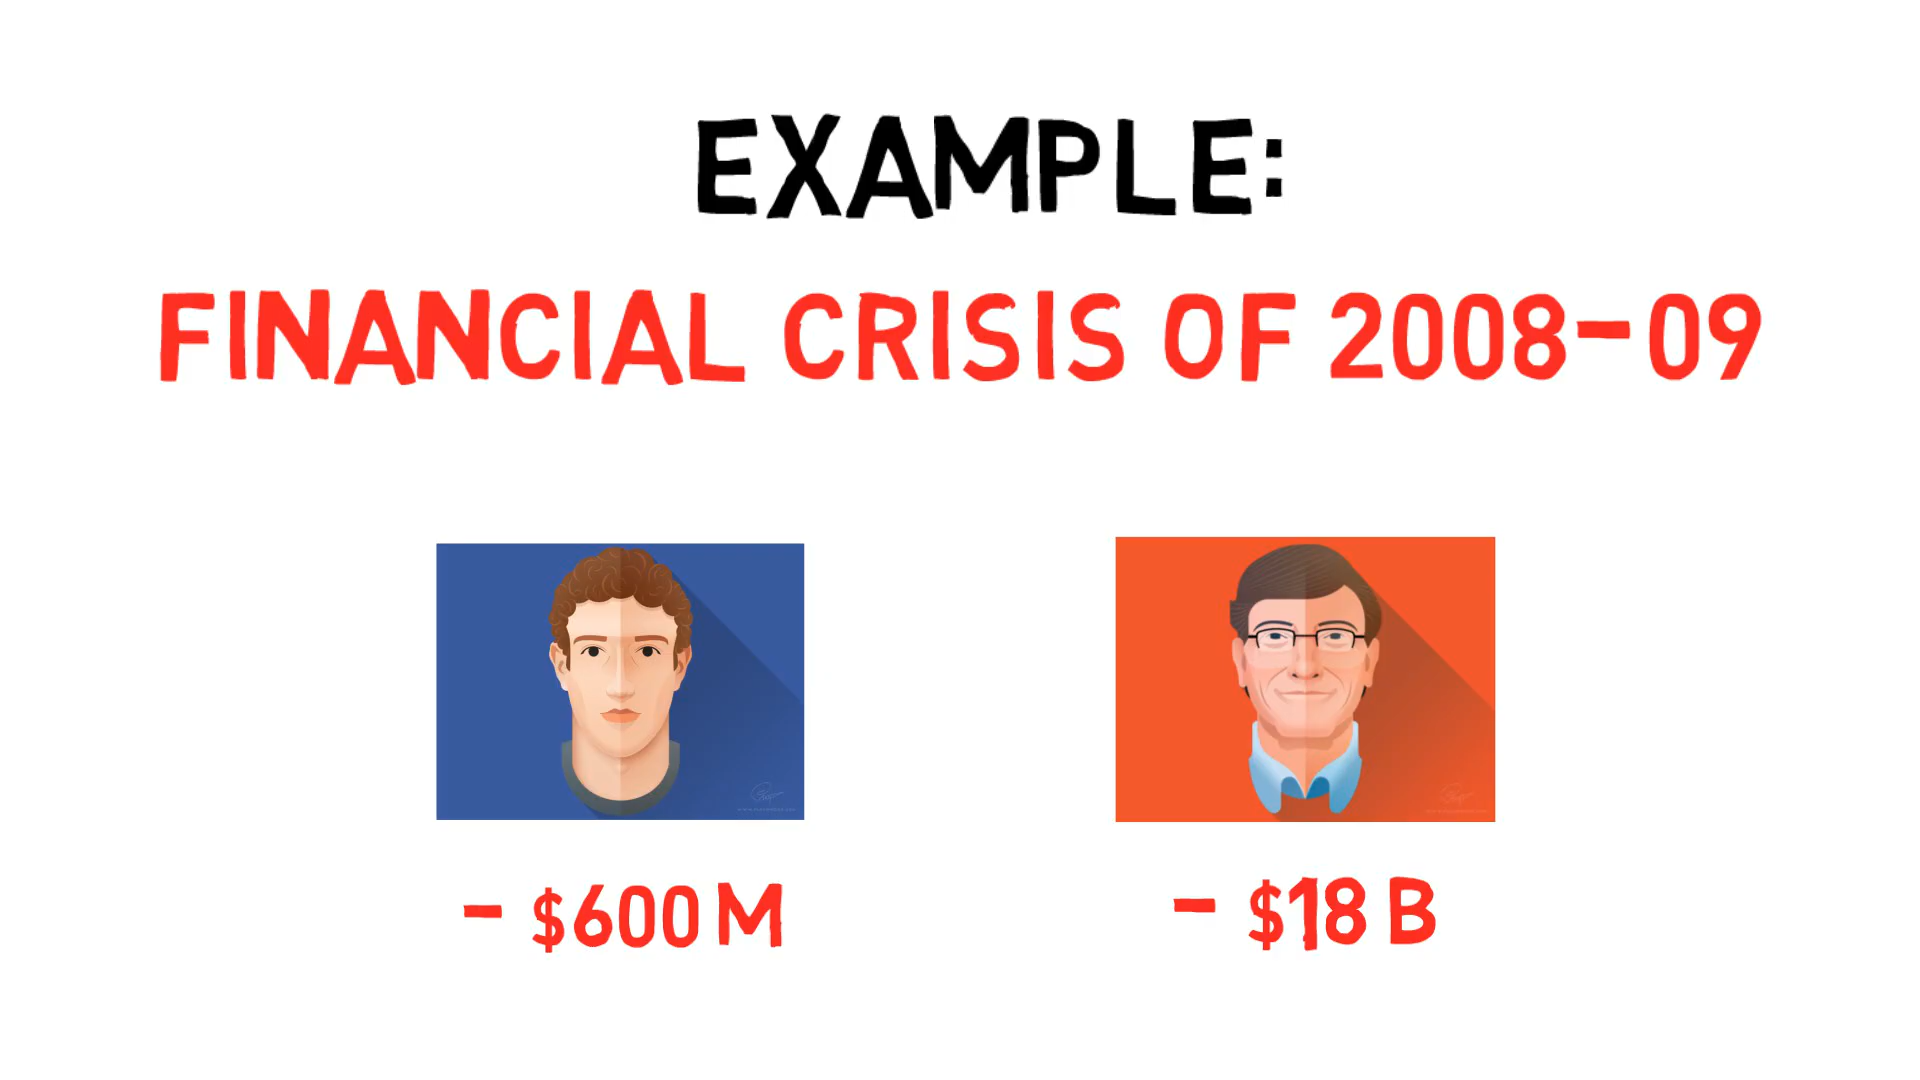 EXAMPLE:
FINANCIAL CRISIS OF 2008-09
- $600 M
- $18 B